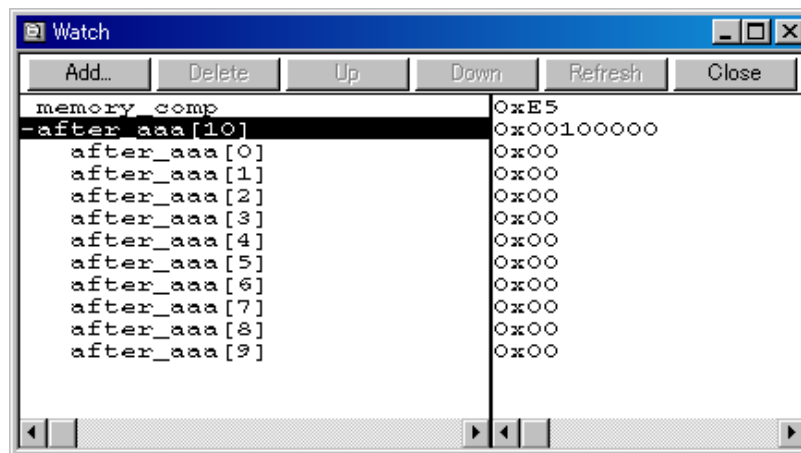 Watch
Add... Delete Up Down Refresh Close
memory_comp 0xE5
-after_aaa[10] 0x00100000
after_aaa[0] 0x00
after_aaa[1] 0x00
after_aaa[2] 0x00
after_aaa[3] 0x00
after_aaa[4] 0x00
after_aaa[5] 0x00
after_aaa[6] 0x00
after_aaa[7] 0x00
after_aaa[8] 0x00
after_aaa[9] 0x00